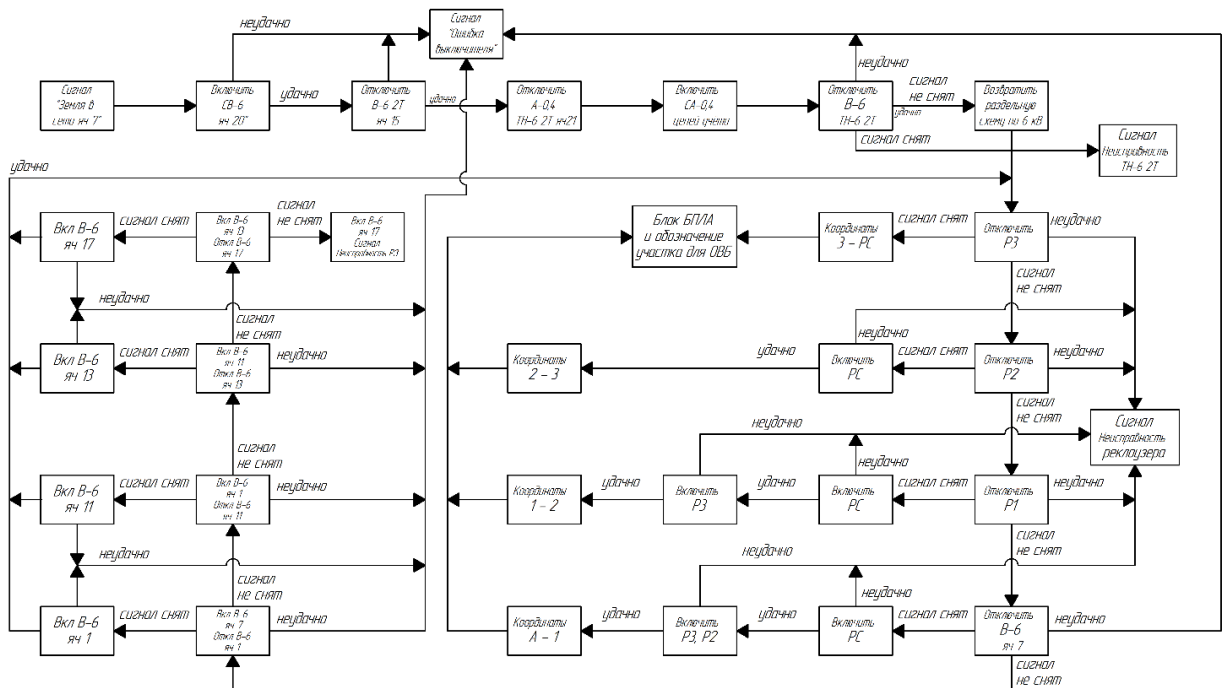 неудачно
Сигнал
"Ошибка
выключателя"
неудачно
неудачно
Сигнал
"Земля в
сети яч 7"
Включить
СВ-6
яч 20"
удачно
Отключить
В-6 2Т
яч 15
удачно
Отключить
А-0,4
ТН-6 2Т яч21
Включить
СА-0,4
цепей учета
Отключить
В-6
ТН-6 2Т
сигнал
не снят
удачно
Возвратить
раздельную
схему по 6 кВ
сигнал снят
Сигнал
Неисправность
ТН-6 2Т
удачно
Вкл В-6
яч 17
сигнал снят
Вкл В-6
яч 13
Откл В-6
яч 17
сигнал
не снят
Вкл В-6
яч 17
Сигнал
Неисправность РЗ
Блок БПЛА
и обозначение
участка для ОВБ
Координаты
3 – РС
сигнал снят
Отключить
Р3
неудачно
неудачно
сигнал
не снят
сигнал
не снят
Вкл В-6
яч 13
сигнал снят
Вкл В-6
яч 11
Откл В-6
яч 13
неудачно
Координаты
2 – 3
удачно
неудачно
Включить
РС
сигнал снят
Отключить
Р2
неудачно
сигнал
не снят
сигнал
не снят
неудачно
Сигнал
Неисправность
реклоузера
Вкл В-6
яч 11
сигнал снят
Вкл В-6
яч 1
Откл В-6
яч 11
неудачно
Координаты
1 – 2
удачно
Включить
Р3
удачно
неудачно
Включить
РС
сигнал снят
Отключить
Р1
неудачно
неудачно
сигнал
не снят
неудачно
сигнал
не снят
Вкл В-6
яч 1
сигнал снят
Вкл В-6
яч 7
Откл В-6
яч 1
неудачно
Координаты
А – 1
удачно
Включить
Р3, Р2
удачно
неудачно
Включить
РС
сигнал снят
Отключить
В-6
яч 7
неудачно
сигнал
не снят